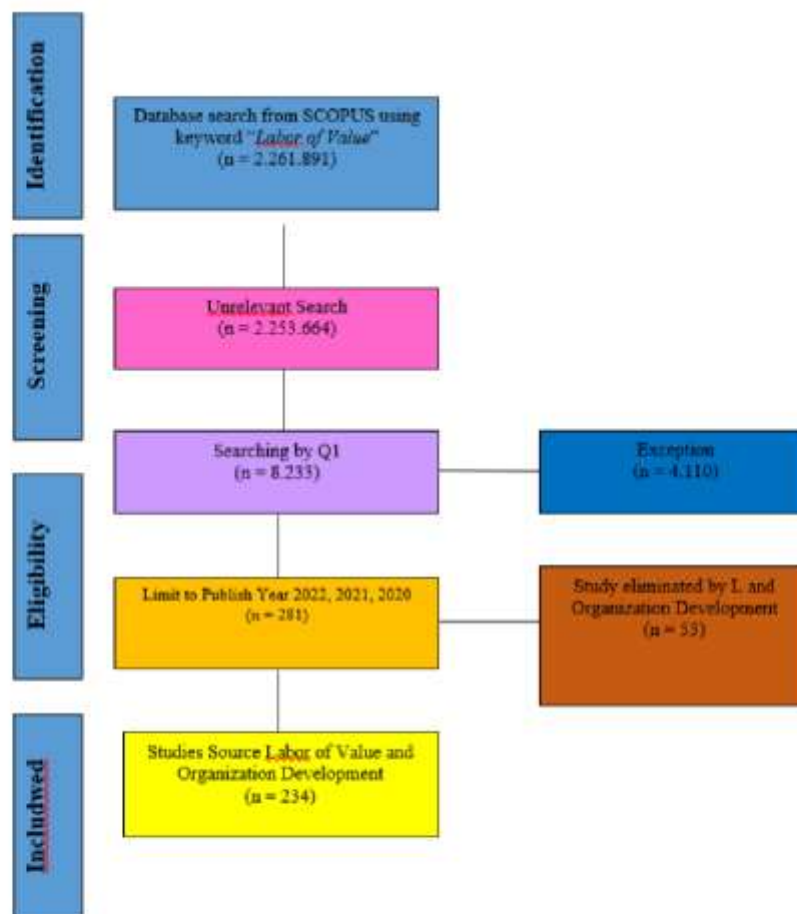 Identification
Database search from SCOPUS using
keyword “Labor of Value”
(n = 2.261.891)
Screening
Unrelevant Search
(n = 2.253.664)
Searching by Q1
(n = 8.233)
Exception
(n = 4.110)
Eligibility
Limit to Publish Year 2022, 2021, 2020
(n = 281)
Study eliminated by L and
Organization Development
(n = 53)
Includwed
Studies Source Labor of Value and
Organization Development
(n = 234)